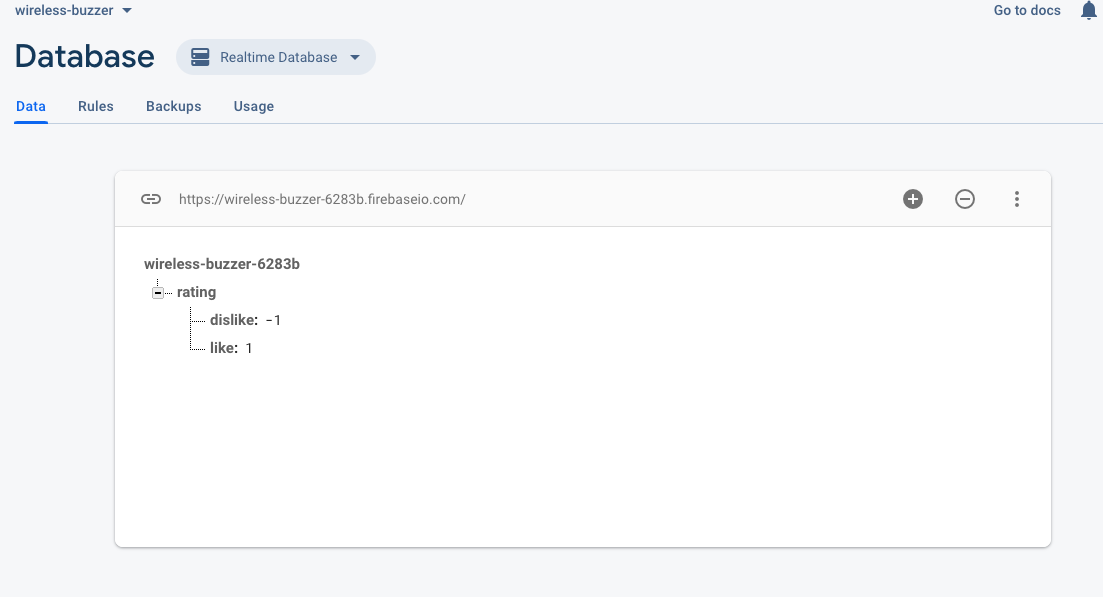 wireless-buzzer Go to docs
Database Realtime Database
Data Rules Backups Usage
https://wireless-buzzer-6283b.firebaseio.com/
wireless-buzzer-6283b
rating
dislike: -1
like: 1